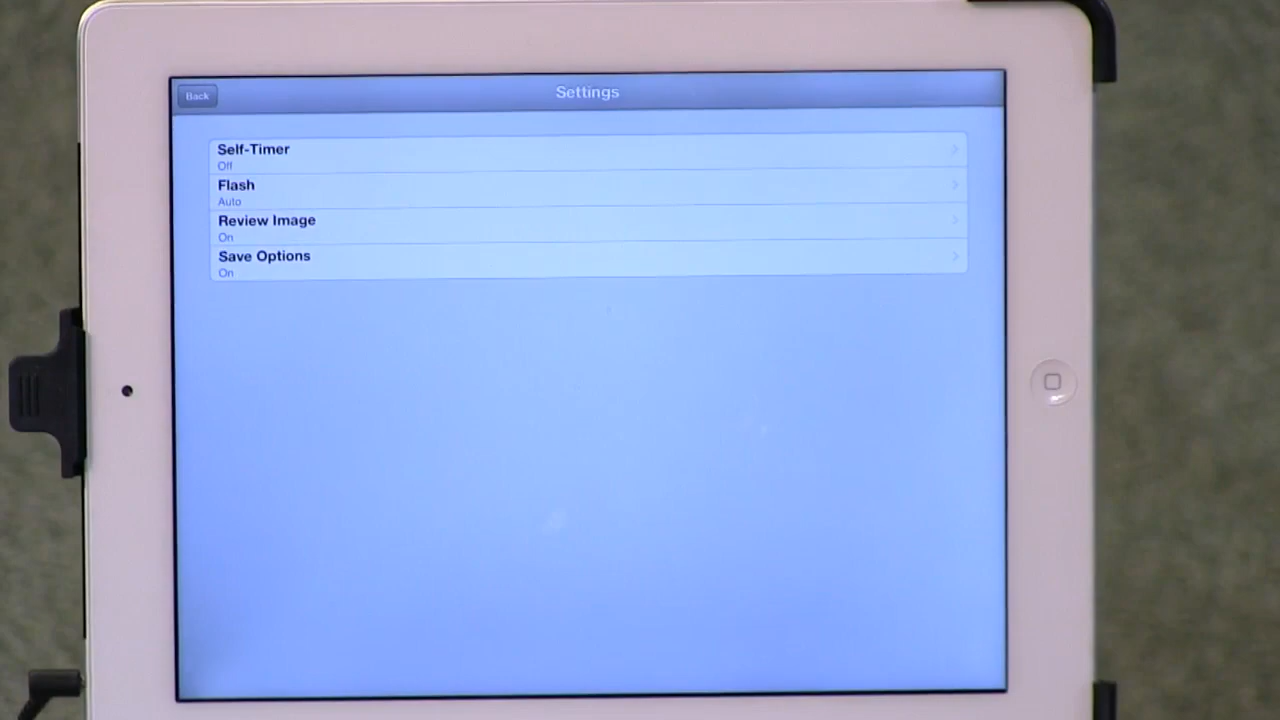 Back
Settings
Self-Timer
Off
Flash
Auto
Review Image
On
Save Options
On